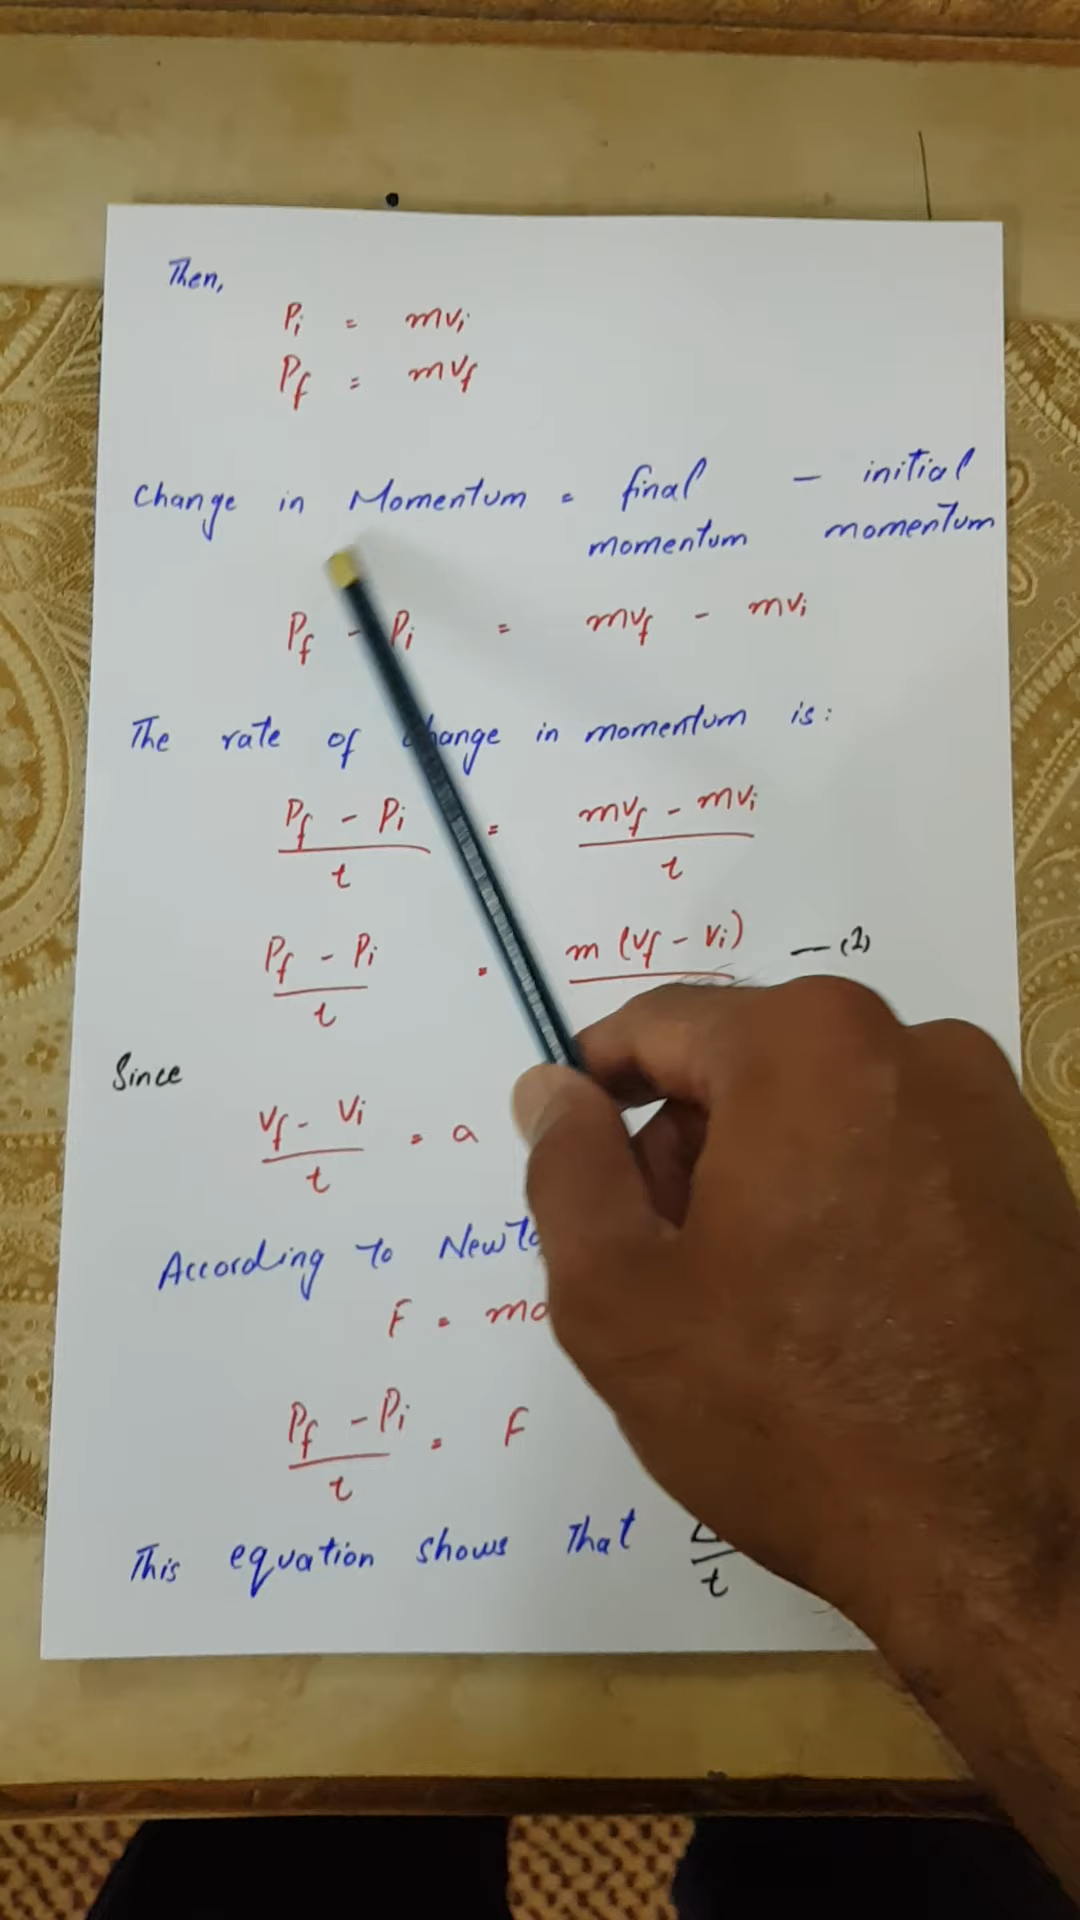 Then,
Pi = mvi
Pf = mvf
Change in Momentum = final momentum - initial momentum
Pf - Pi = mvf - mvi
The rate of change in momentum is:
Pf - Pi / t = mvf - mvi / t
Pf - Pi / t = m (vf - vi) — (2)
Since
vf - vi / t = a
According to
F = ma
Pf - Pi / t = F
This equation shows that / t